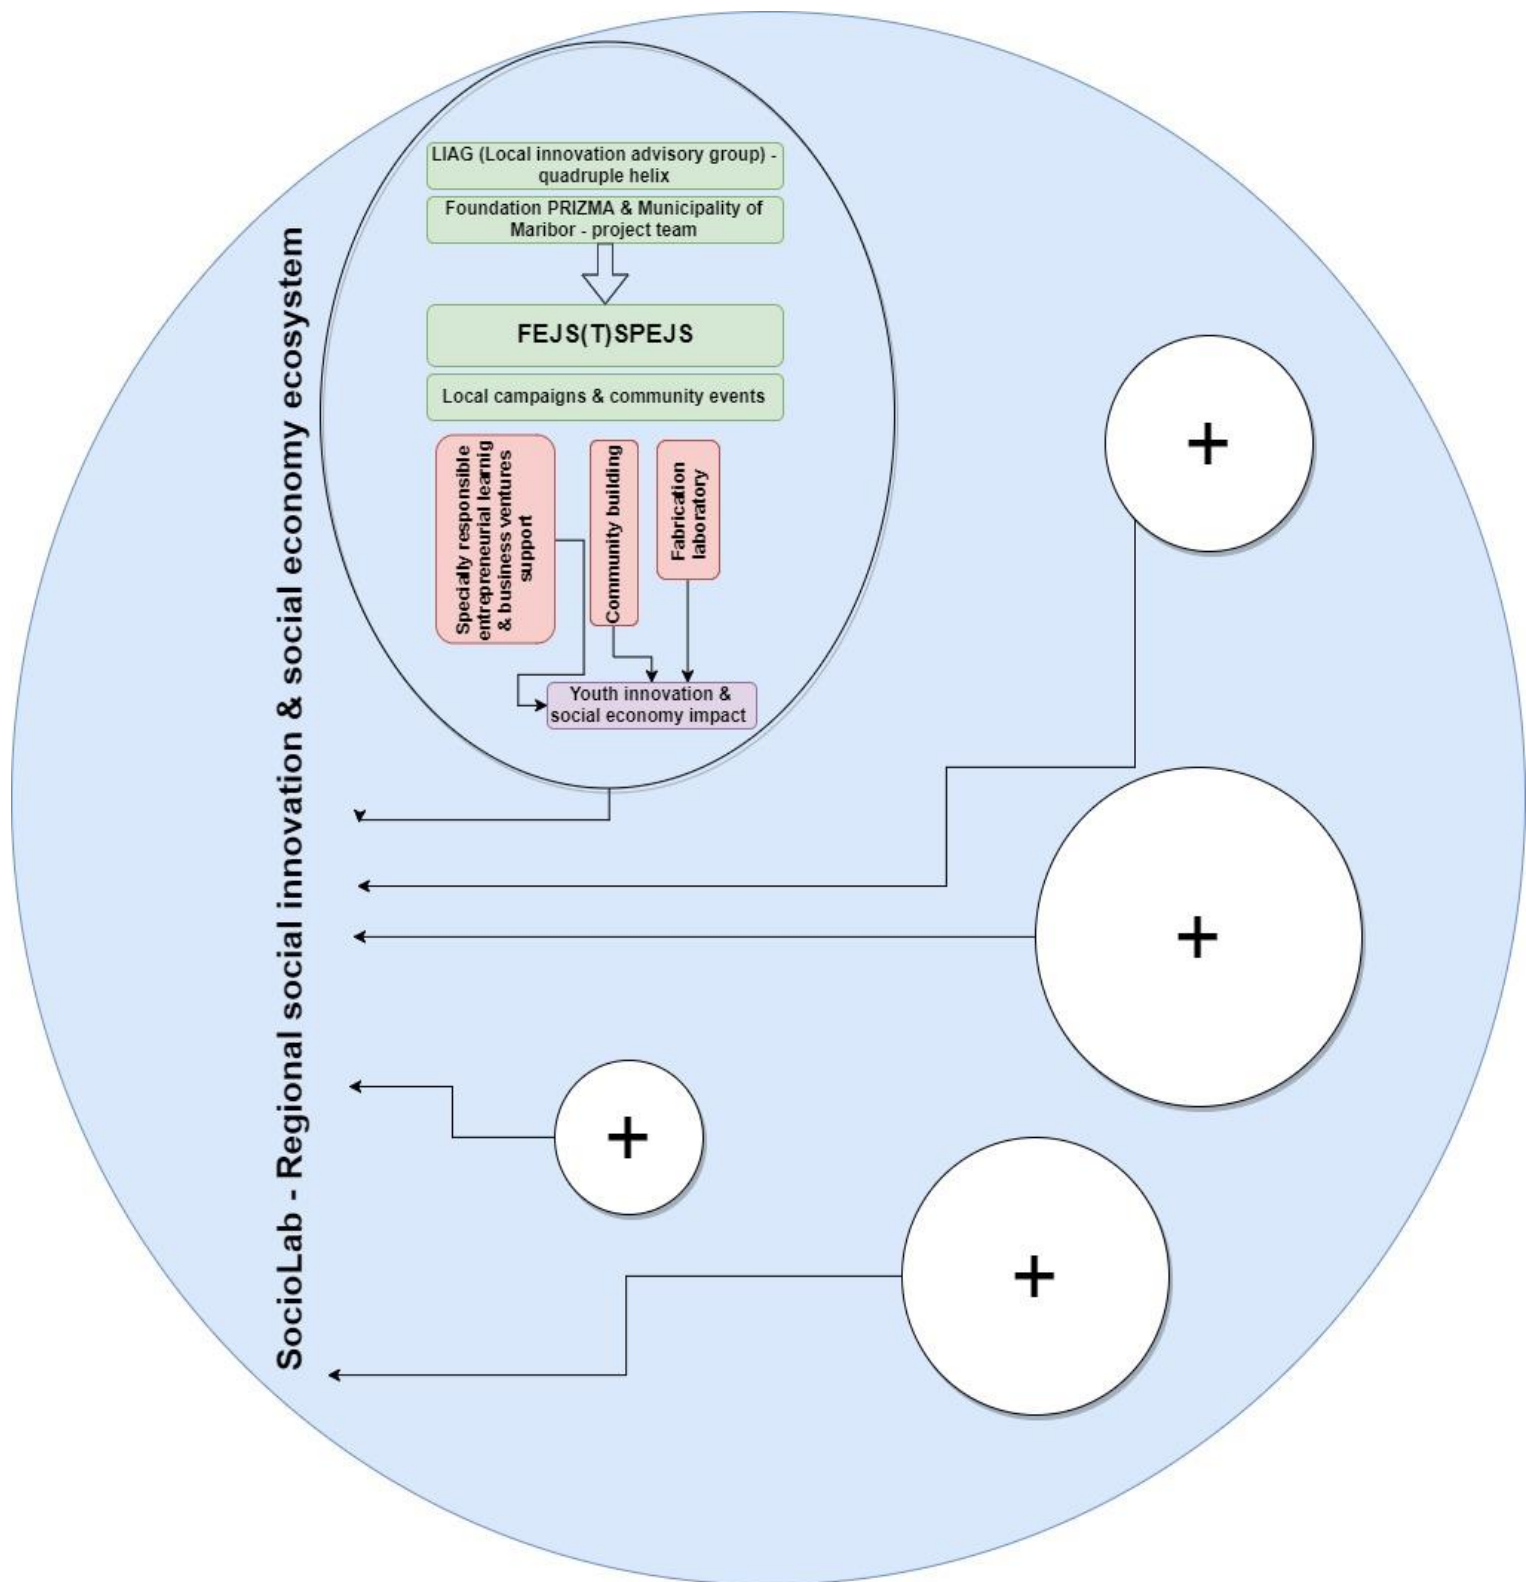 LIAG (Local innovation advisory group) -
quadruple helix
Foundation PRIZMA & Municipality of
Maribor - project team
FEJS(T)SPEJS
Local campaigns & community events
Specially responsible
entrepreneurial learnig
& business ventures
support
Community building
Fabrication
laboratory
Youth innovation &
social economy impact
SocioLab - Regional social innovation & social economy ecosystem
+
+
+
+